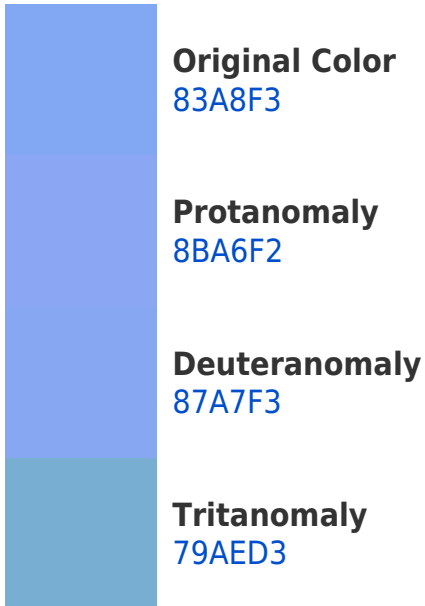 Original Color
83A8F3
Protanomaly
8BA6F2
Deuteranomaly
87A7F3
Tritanomaly
79AED3